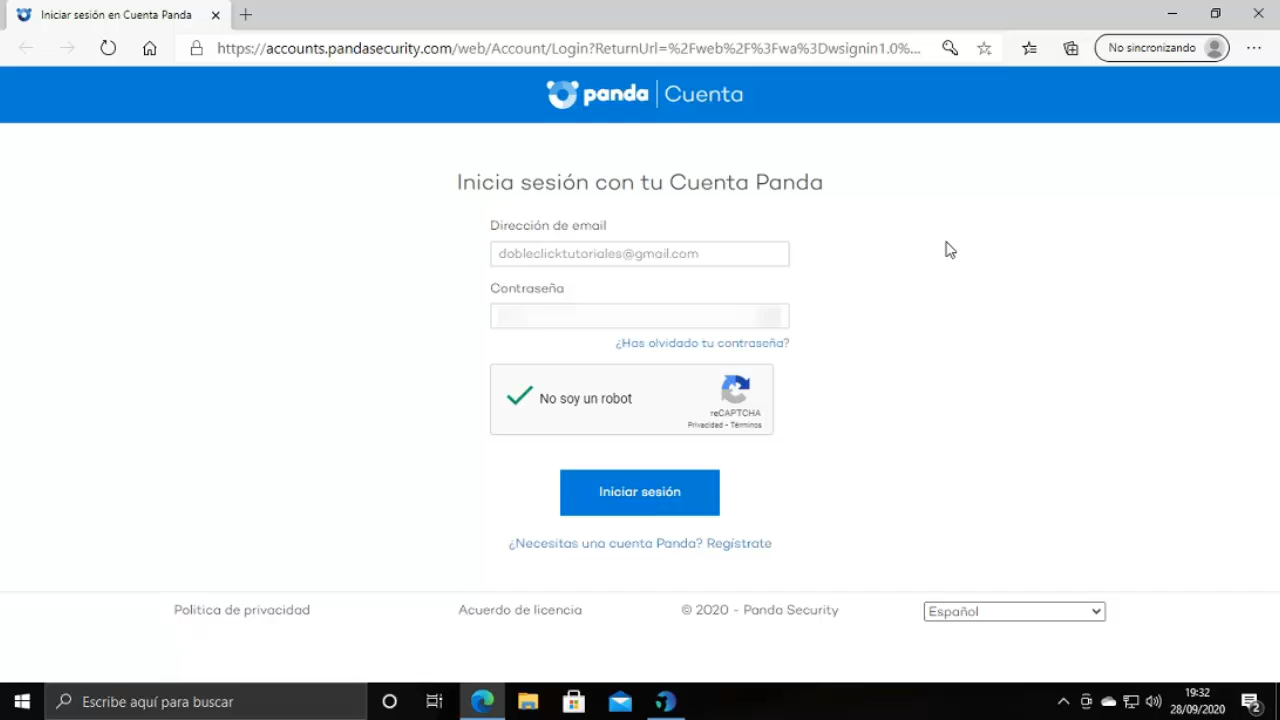 Iniciar sesión en Cuenta Panda
https://accounts.pandasecurity.com/web/Account/Login?ReturnUrl=%2Fweb%2F%3Fwa%3Dwsignin1.0%...
No sincronizando
panda | Cuenta
Inicia sesión con tu Cuenta Panda
Dirección de email
dobleclicktutoriales@gmail.com
Contraseña
¿Has olvidado tu contraseña?
No soy un robot
reCAPTCHA
Privacidad - Términos
Iniciar sesión
¿Necesitas una cuenta Panda? Regístrate
Politica de privacidad
Acuerdo de licencia
© 2020 - Panda Security
Español
Escribe aquí para buscar
19:32
28/09/2020
2